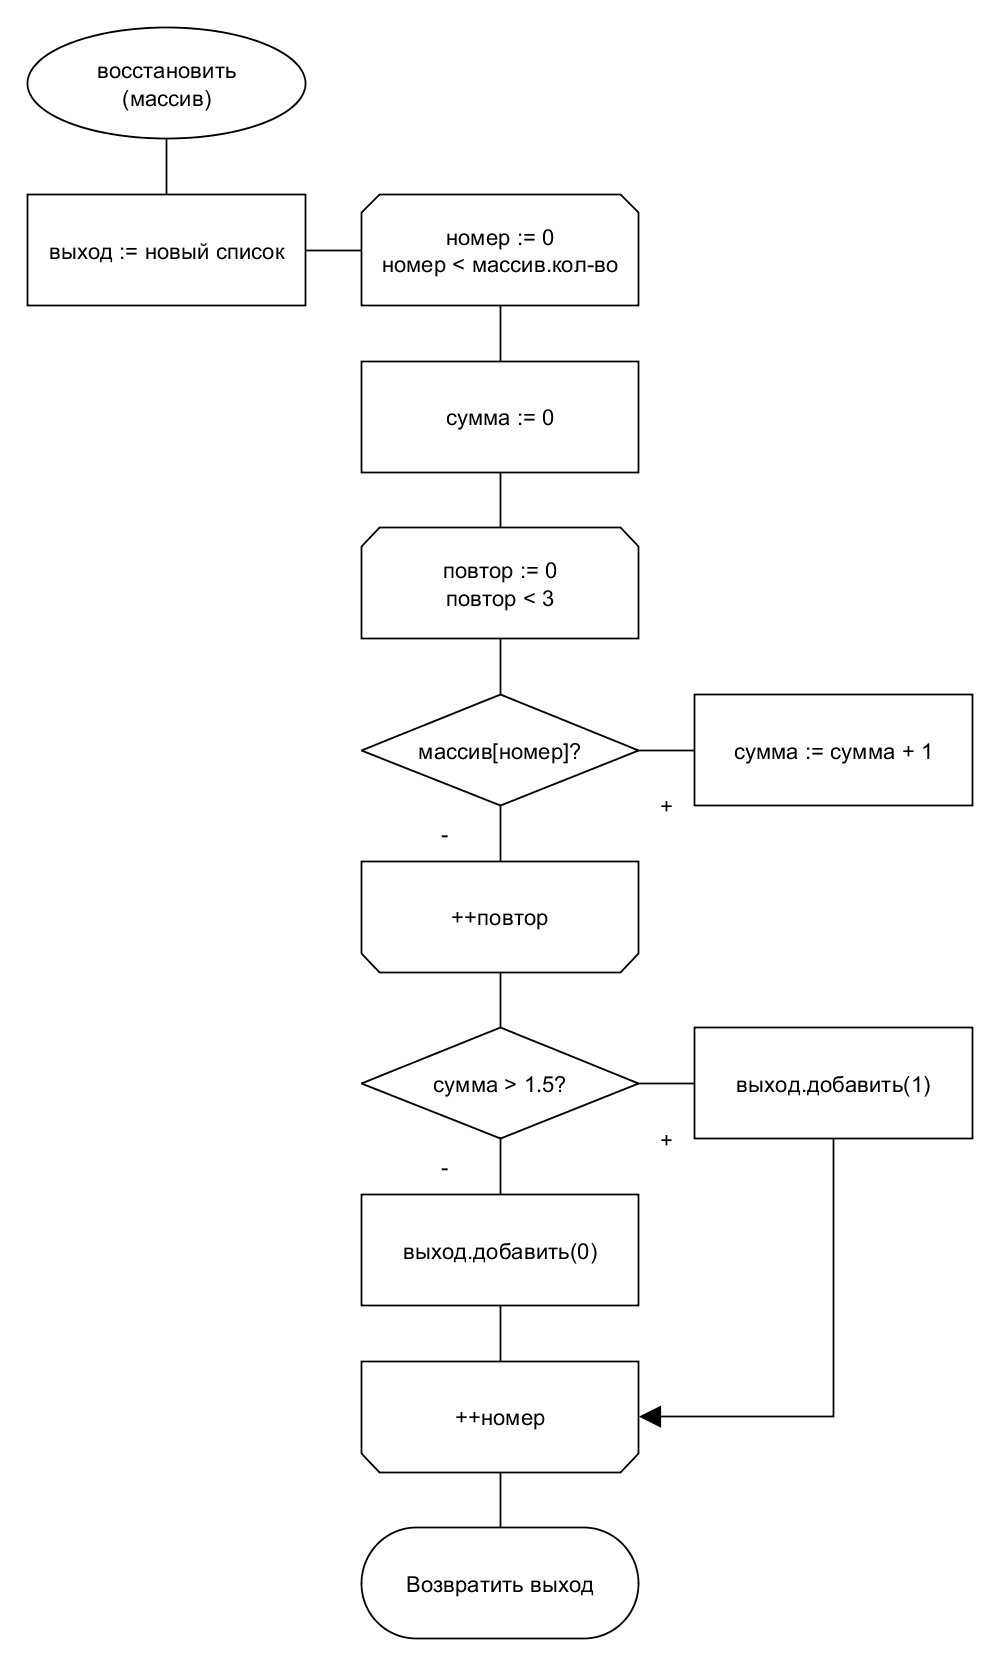 восстановить
(массив)
выход := новый список
номер := 0
номер < массив.кол-во
сумма := 0
повтор := 0
повтор < 3
массив[номер]?
сумма := сумма + 1
+
-
++повтор
сумма > 1.5?
выход.добавить(1)
+
-
выход.добавить(0)
++номер
Возвратить выход